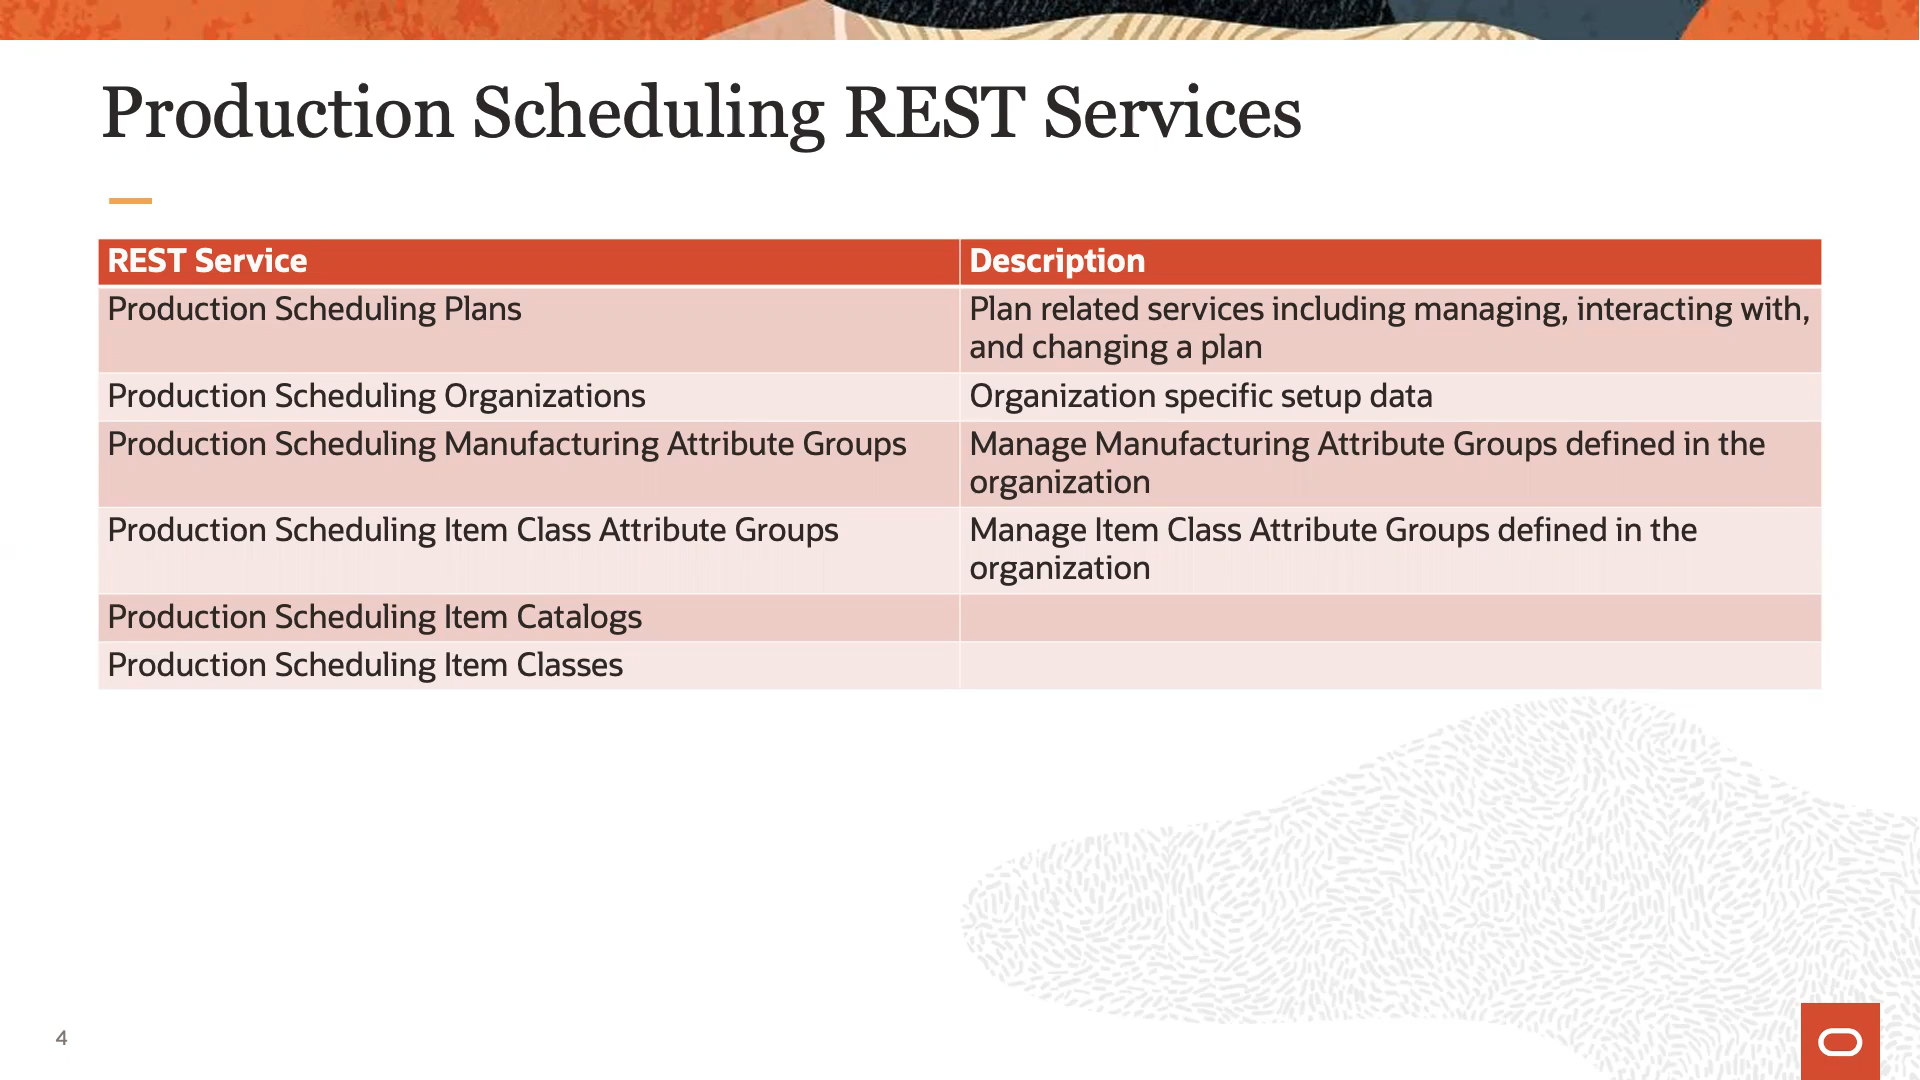 Production Scheduling REST Services
REST Service
Description
Production Scheduling Plans
Plan related services including managing, interacting with,
and changing a plan
Production Scheduling Organizations
Organization specific setup data
Production Scheduling Manufacturing Attribute Groups
Manage Manufacturing Attribute Groups defined in the
organization
Production Scheduling Item Class Attribute Groups
Manage Item Class Attribute Groups defined in the
organization
Production Scheduling Item Catalogs
Production Scheduling Item Classes
4